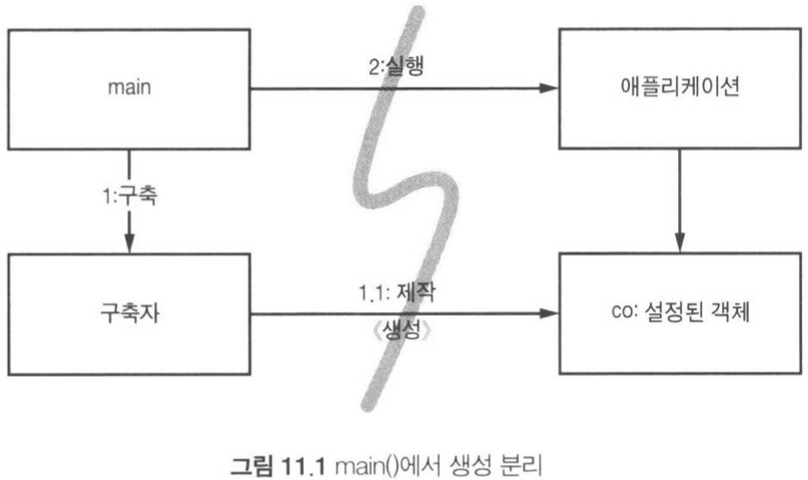 main
2:실행
애플리케이션
1:구축
구축자
1.1: 제작
《생성》
co: 설정된 객체
그림 11.1 main()에서 생성 분리